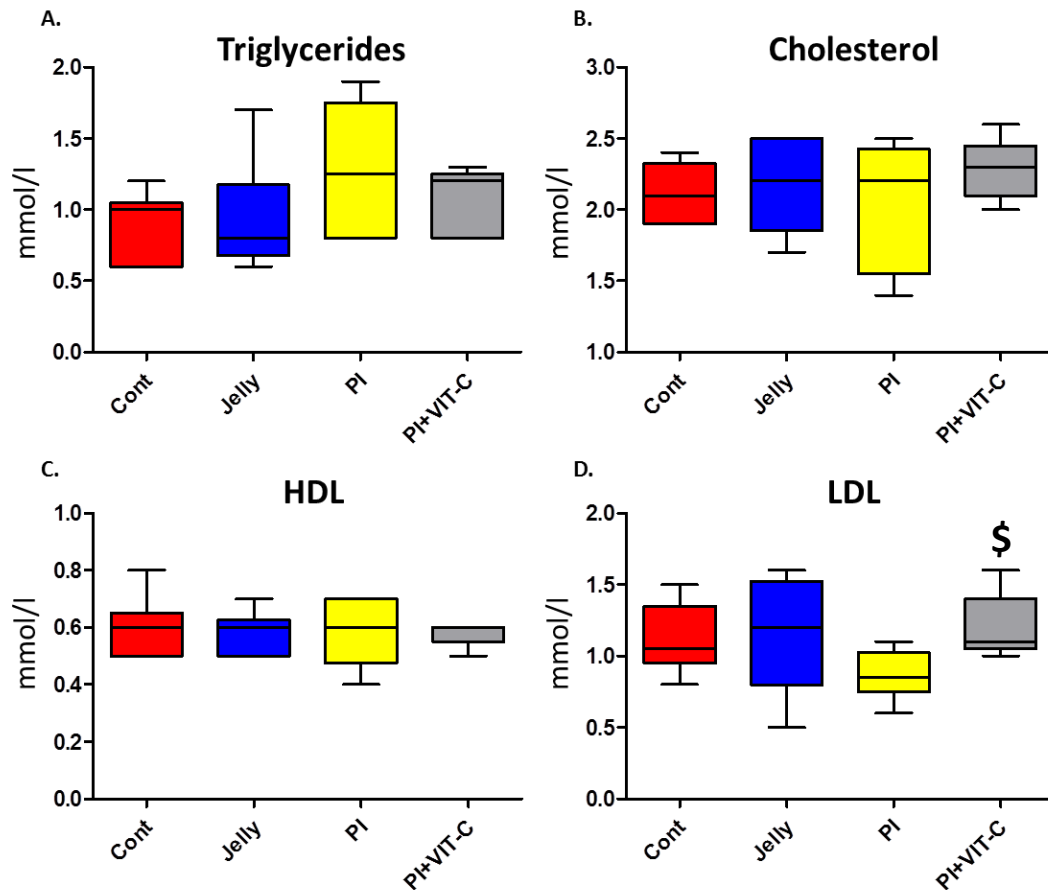 A.
Triglycerides
mmol/l
2.0
1.5
1.0
0.5
0.0
Cont
Jelly
PI
PI+VIT-C
B.
Cholesterol
mmol/l
3.0
2.5
2.0
1.5
1.0
Cont
Jelly
PI
PI+VIT-C
C.
HDL
mmol/l
1.0
0.8
0.6
0.4
0.2
0.0
Cont
Jelly
PI
PI+VIT-C
D.
LDL
mmol/l
2.0
1.5
1.0
0.5
0.0
$
Cont
Jelly
PI
PI+VIT-C